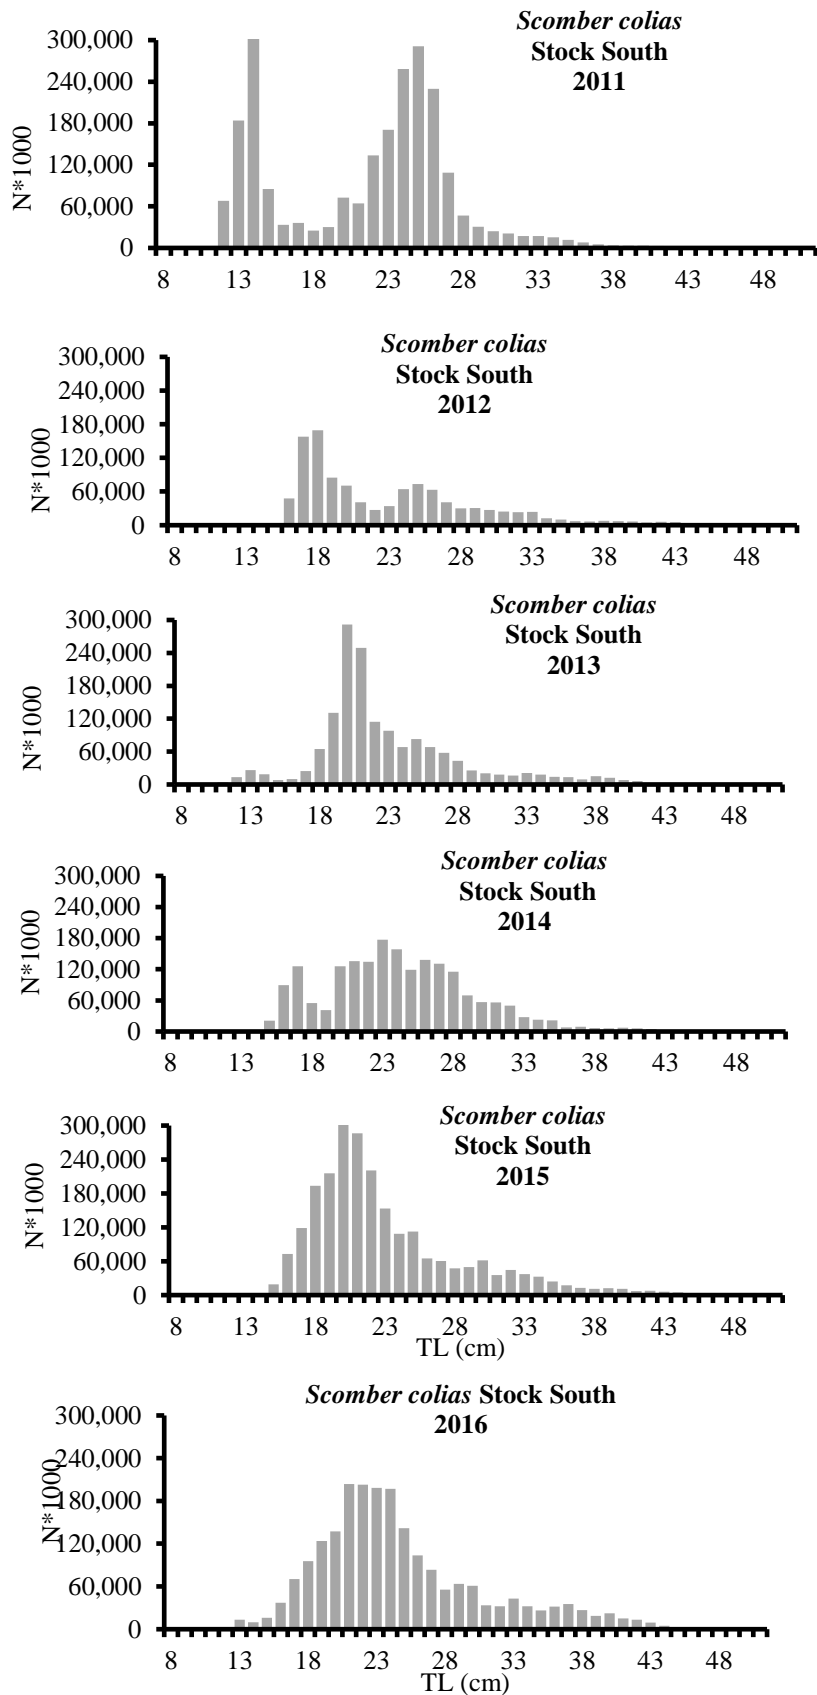 Scomber colias
Stock South
2011
N*1000
300,000
240,000
180,000
120,000
60,000
0
8 13 18 23 28 33 38 43 48
Scomber colias
Stock South
2012
N*1000
300,000
240,000
180,000
120,000
60,000
0
8 13 18 23 28 33 38 43 48
Scomber colias
Stock South
2013
N*1000
300,000
240,000
180,000
120,000
60,000
0
8 13 18 23 28 33 38 43 48
Scomber colias
Stock South
2014
N*1000
300,000
240,000
180,000
120,000
60,000
0
8 13 18 23 28 33 38 43 48
Scomber colias
Stock South
2015
N*1000
300,000
240,000
180,000
120,000
60,000
0
8 13 18 23 28 33 38 43 48
TL (cm)
Scomber colias Stock South
2016
N*1000
300,000
240,000
180,000
120,000
60,000
0
8 13 18 23 28 33 38 43 48
TL (cm)